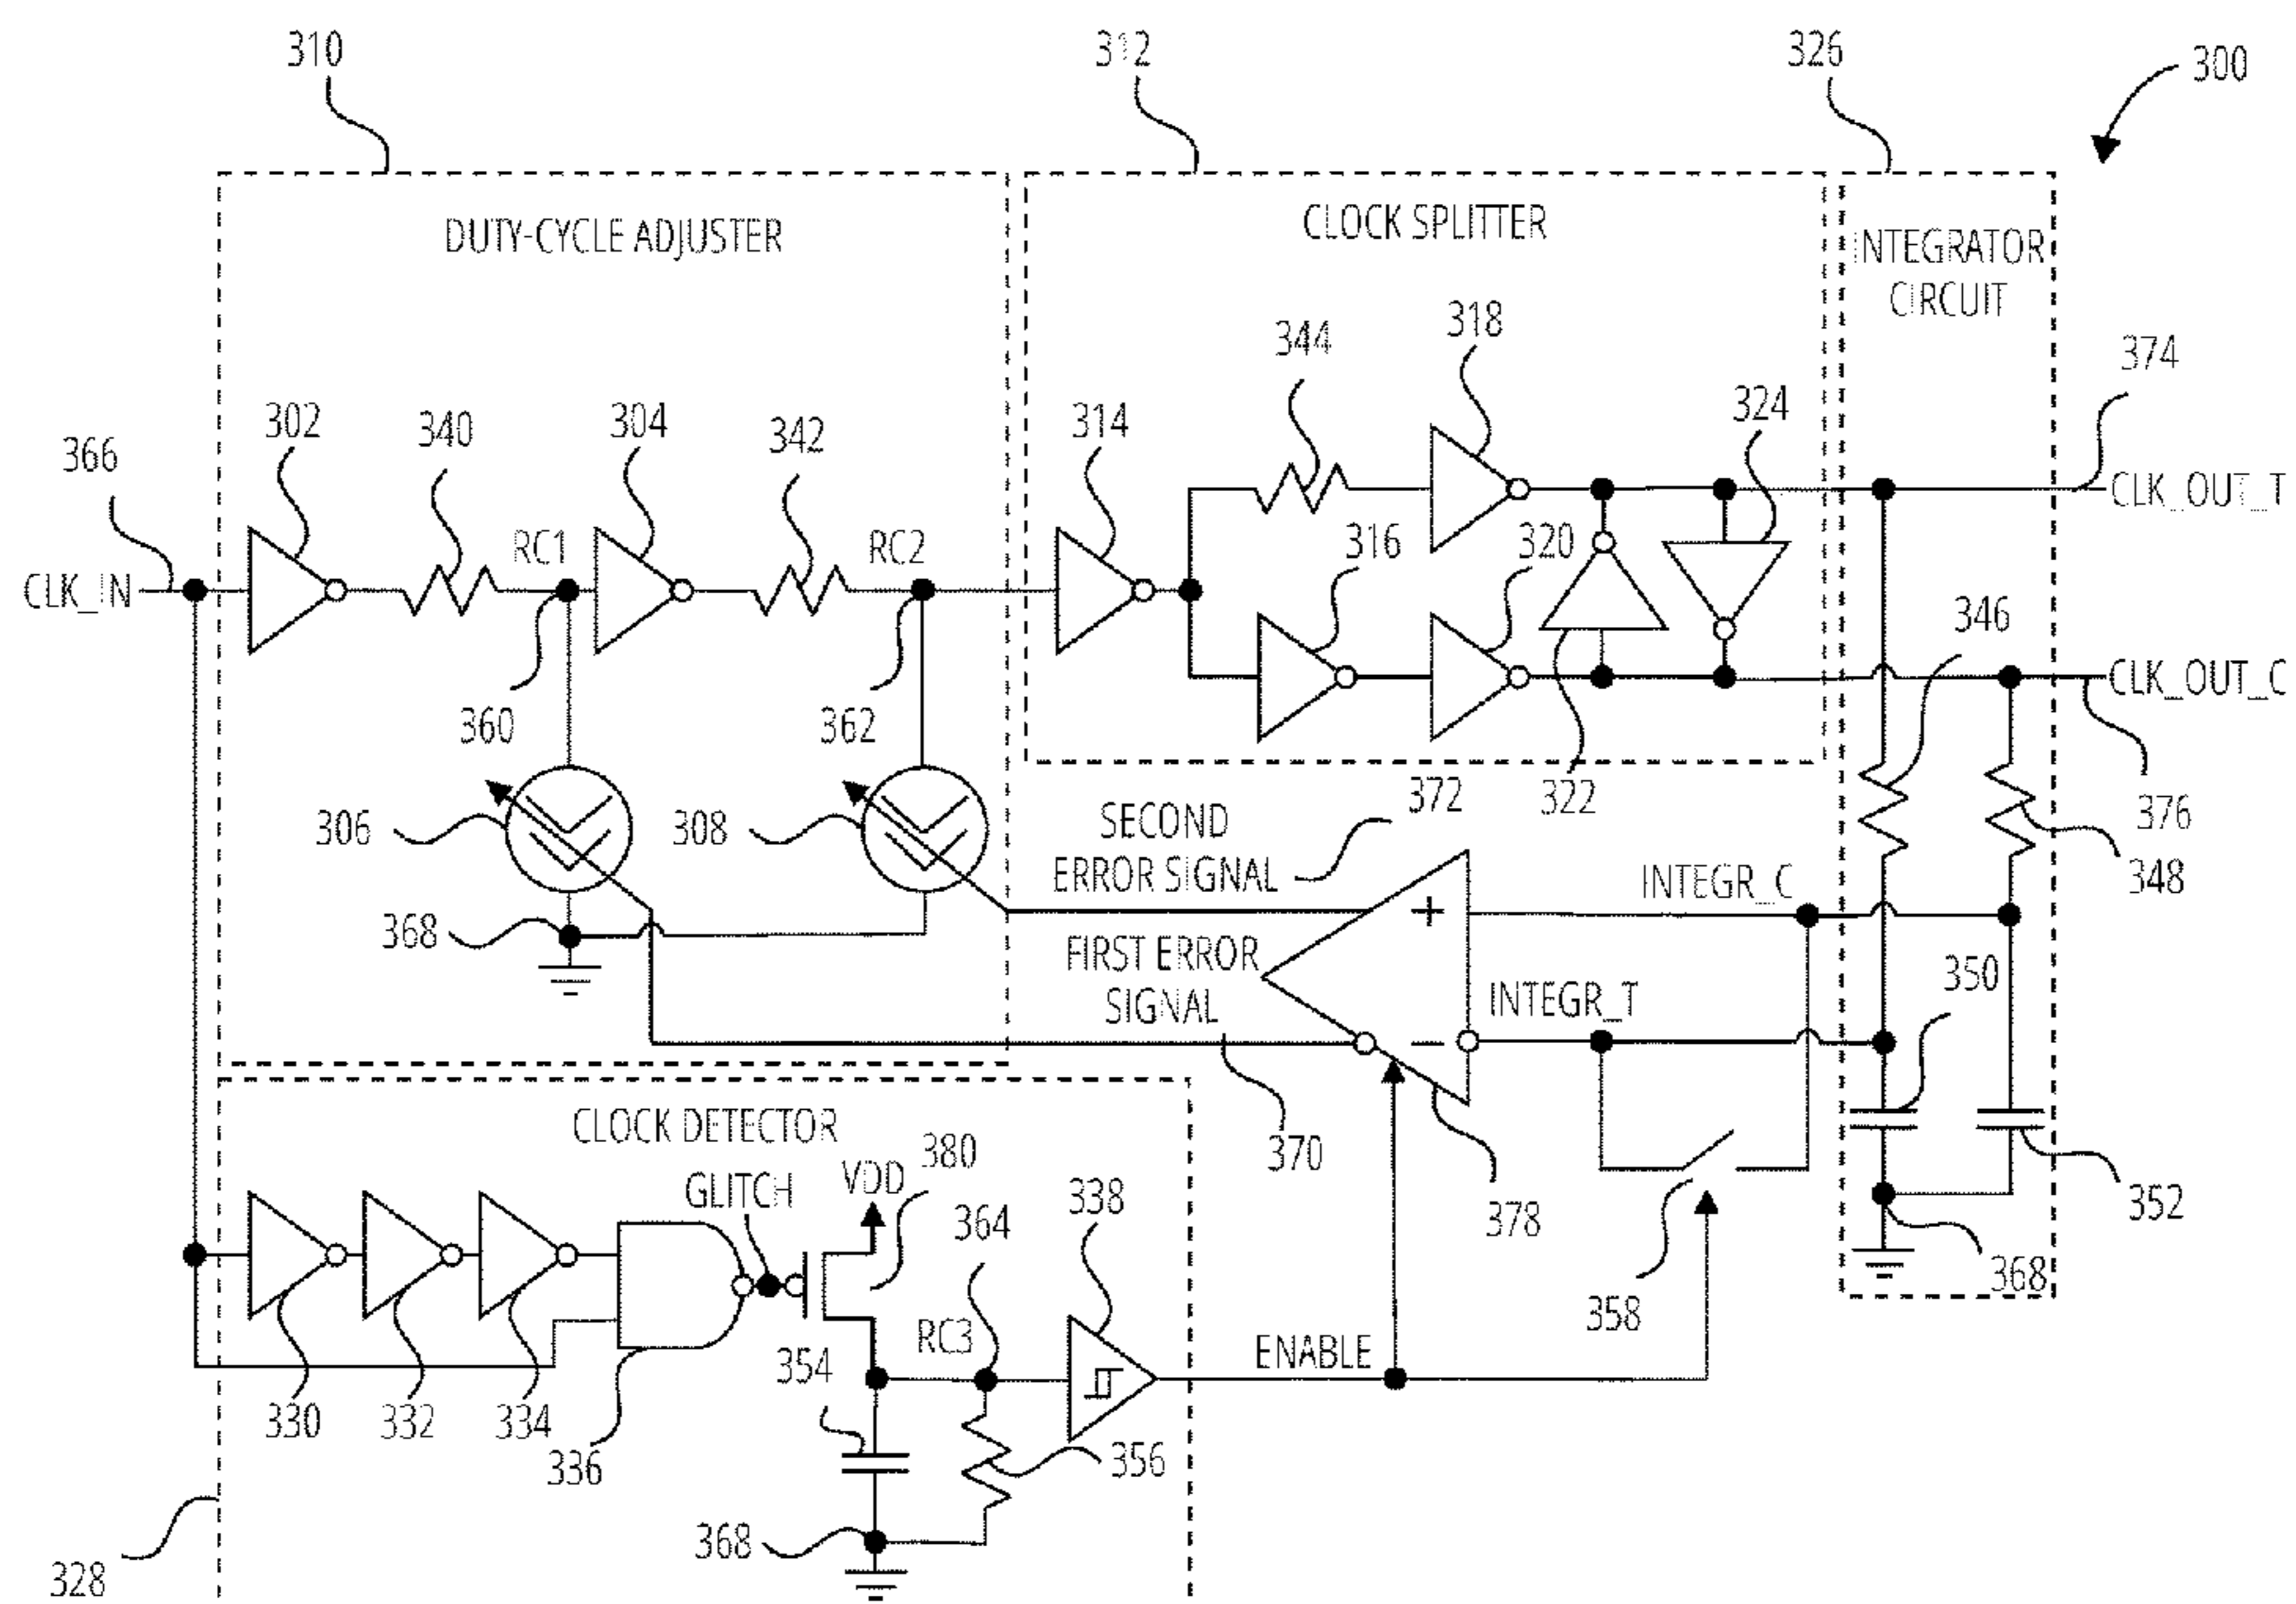 310
312
326
300
DUTY-CYCLE ADJUSTER
CLOCK SPLITTER
INTEGRATOR
CIRCUIT
318
344
374
324
302
340
304
342
314
366
CLK_OUT_T
RC1
RC2
316
320
CLK_IN
346
CLK_OUT_C
360
362
372
322
376
306
308
SECOND
ERROR SIGNAL
INTEGR_C
348
+
368
FIRST ERROR
SIGNAL
350
INTEGR_T
−
CLOCK DETECTOR
380
370
VDD
GLITCH
338
364
378
352
368
358
RC3
354
ENABLE
330
332
334
336
356
368
328